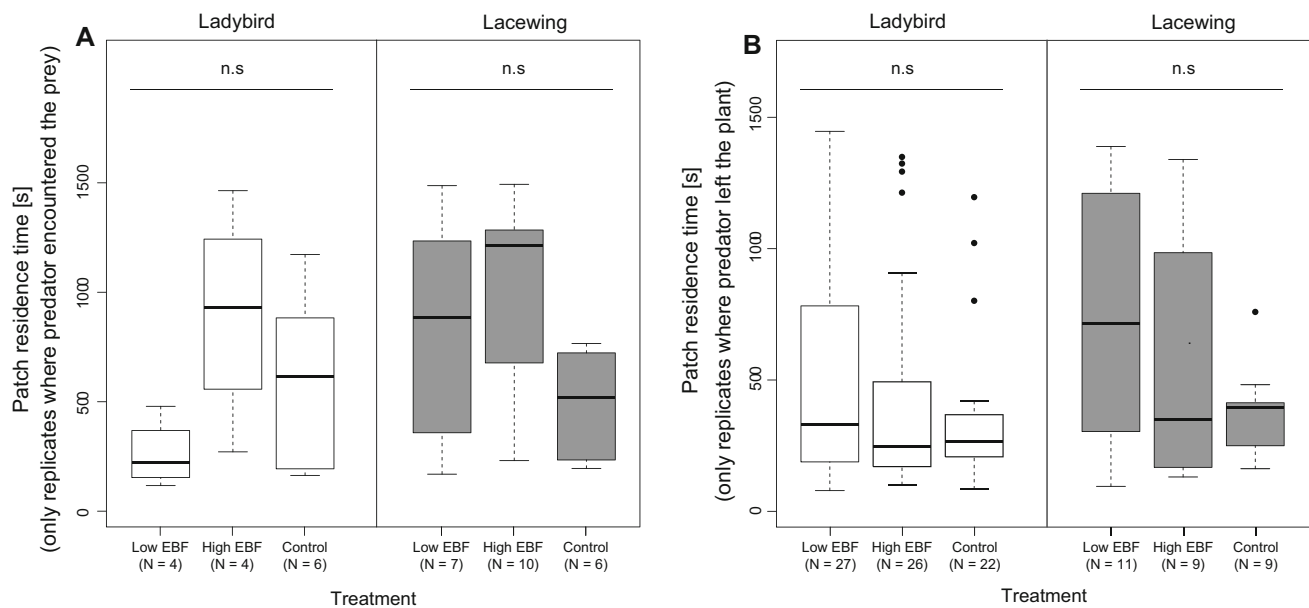 Ladybird
Lacewing
A
n.s
n.s
Patch residence time [s]
(only replicates where predator encountered the prey)
1500
1000
500
0
Low EBF
(N = 4)
High EBF
(N = 4)
Control
(N = 6)
Low EBF
(N = 7)
High EBF
(N = 10)
Control
(N = 6)
Treatment
Ladybird
Lacewing
B
n.s
n.s
Patch residence time [s]
(only replicates where predator left the plant)
1500
1000
500
0
Low EBF
(N = 27)
High EBF
(N = 26)
Control
(N = 22)
Low EBF
(N = 11)
High EBF
(N = 9)
Control
(N = 9)
Treatment